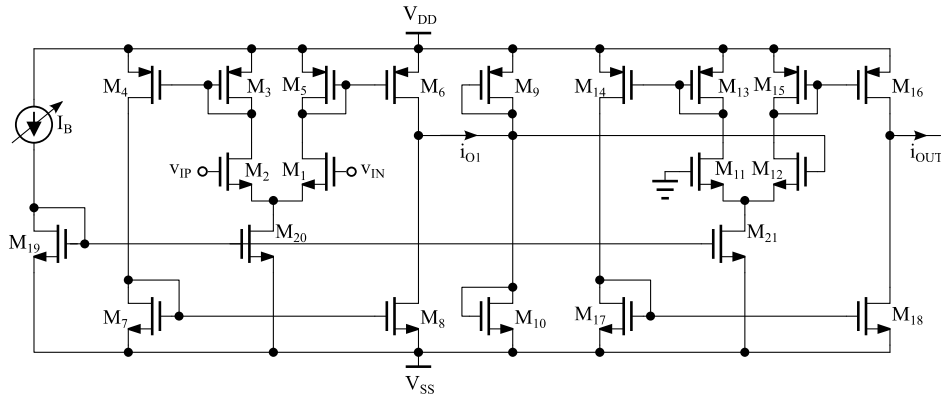 V_DD
M_4 M_3 M_5 M_6 M_9 M_14 M_13 M_15 M_16
I_B
i_O1 i_OUT
v_IP M_2 M_1 v_IN M_11 M_12
M_19 M_20 M_21
M_7 M_8 M_10 M_17 M_18
V_SS